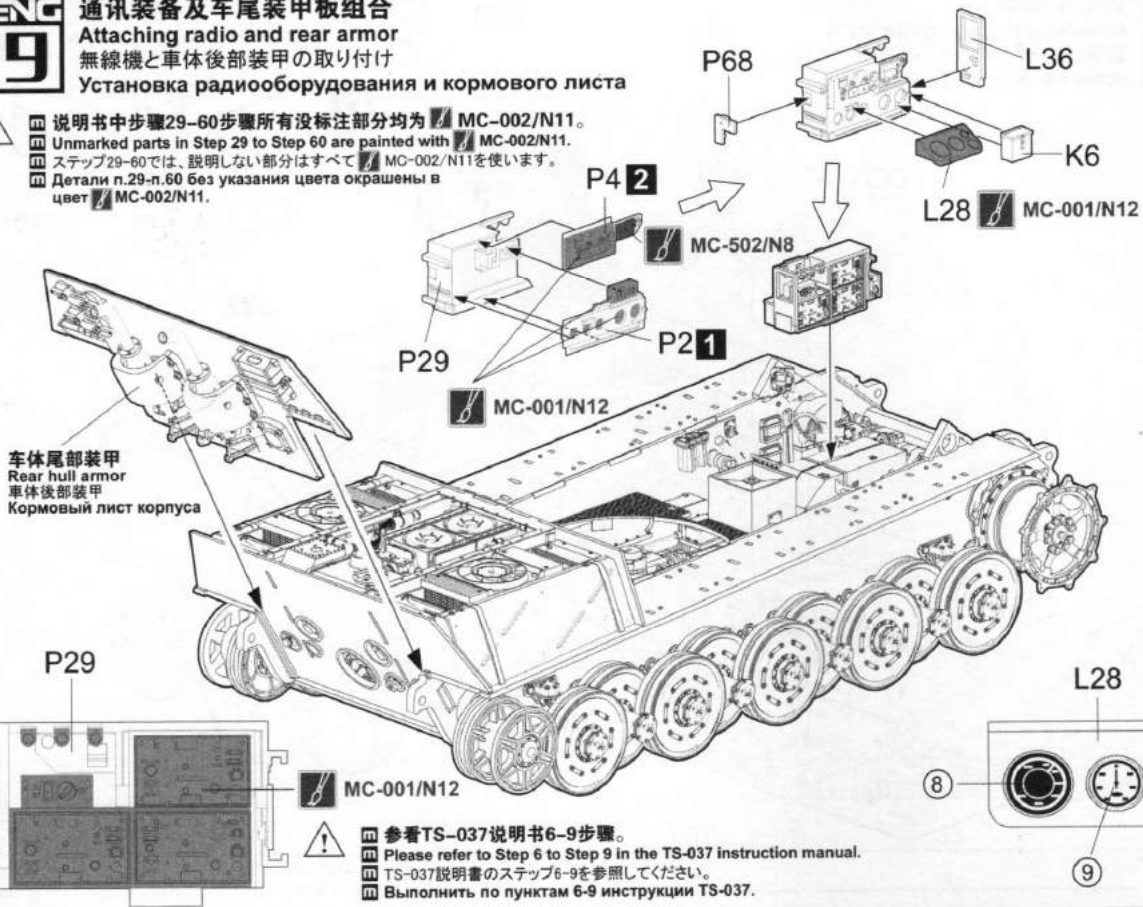 ENG
9
通讯装备及车尾装甲板组合
Attaching radio and rear armor
無線機と車体後部装甲の取り付け
Установка радиооборудования и кормового листа
m 说明书中步骤29–60步骤所有没标注部分均为 MC–002/N11。
m Unmarked parts in Step 29 to Step 60 are painted with MC-002/N11.
m ステップ29-60では、説明しない部分はすべて MC-002/N11を使います。
m Детали п.29-п.60 без указания цвета окрашены в
цвет MC-002/N11.
P68
L36
K6
L28 MC-001/N12
P4 2
MC-502/N8
P29
P2 1
MC-001/N12
车体尾部装甲
Rear hull armor
車体後部装甲
Кормовый лист корпуса
P29
MC-001/N12
L28
8
9
m 参看TS–037说明书6–9步骤。
m Please refer to Step 6 to Step 9 in the TS-037 instruction manual.
m TS-037説明書のステップ6-9を参照してください。
m Выполнить по пунктам 6-9 инструкции TS-037.